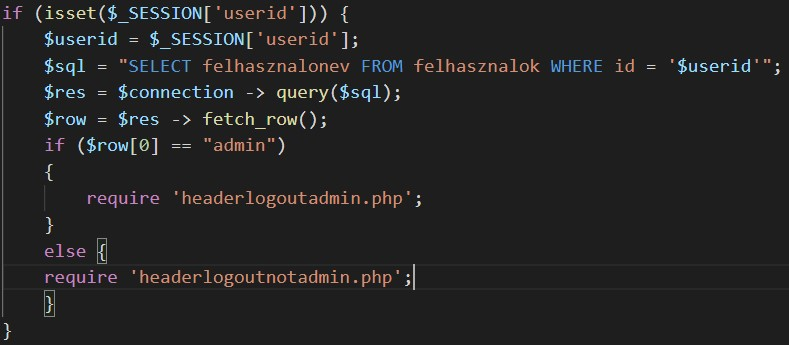 if (isset($_SESSION['userid'])) {
    $userid = $_SESSION['userid'];
    $sql = "SELECT felhasznalonev FROM felhasznalok WHERE id = '$userid'";
    $res = $connection -> query($sql);
    $row = $res -> fetch_row();
    if ($row[0] == "admin")
    {
        require 'headerlogoutadmin.php';
    }
    else {
    require 'headerlogoutnotadmin.php';
    }
}